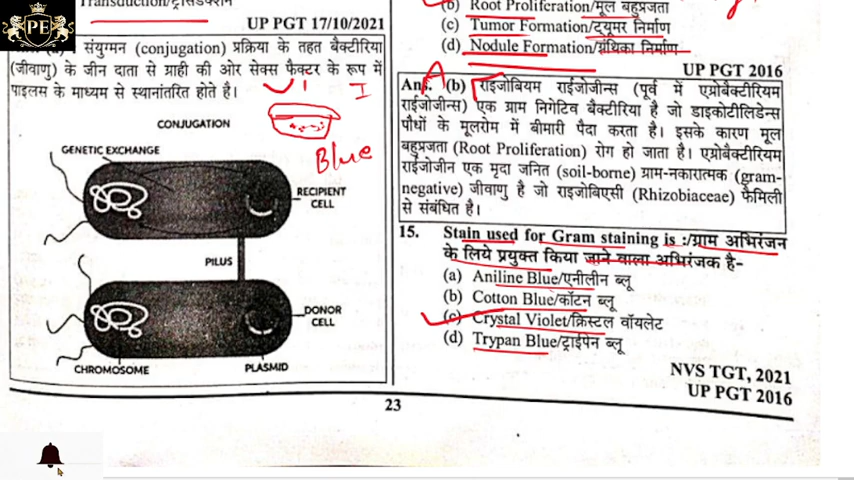 PE
Transduction/ट्रांसडक्शन
UP PGT 17/10/2021
संयुग्मन (conjugation) प्रक्रिया के तहत बैक्टीरिया
(जीवाणु) के जीन दाता से ग्राही की ओर सेक्स फैक्टर के रूप में
पाइलस के माध्यम से स्थानांतरित होते है।
I
Blue
CONJUGATION
GENETIC EXCHANGE
RECIPIENT
CELL
PILUS
DONOR
CELL
CHROMOSOME
PLASMID
(b) Root Proliferation/मूल बहुप्रजता
(c) Tumor Formation/ट्यूमर निर्माण
(d) Nodule Formation/ग्रंथिका निर्माण
UP PGT 2016
Ans. (b) राइजोबियम राईजोजीन्स (पूर्व में एग्रोबैक्टीरियम
राईजोजीन्स) एक ग्राम निगेटिव बैक्टीरिया है जो डाइकोटीलिडेन्स
पौधों के मूलरोम में बीमारी पैदा करता है। इसके कारण मूल
बहुप्रजता (Root Proliferation) रोग हो जाता है। एग्रोबैक्टीरियम
राईजोजीन एक मृदा जनित (soil-borne) ग्राम-नकारात्मक (gram-
negative) जीवाणु है जो राइजोबिएसी (Rhizobiaceae) फैमिली
से संबंधित है।
15. Stain used for Gram staining is :/ग्राम अभिरंजन
के लिये प्रयुक्त किया जाने वाला अभिरंजक है-
(a) Aniline Blue/एनीलीन ब्लू
(b) Cotton Blue/कॉटन ब्लू
(c) Crystal Violet/क्रिस्टल वॉयलेट
(d) Trypan Blue/ट्राईपेन ब्लू
NVS TGT, 2021
UP PGT 2016
23